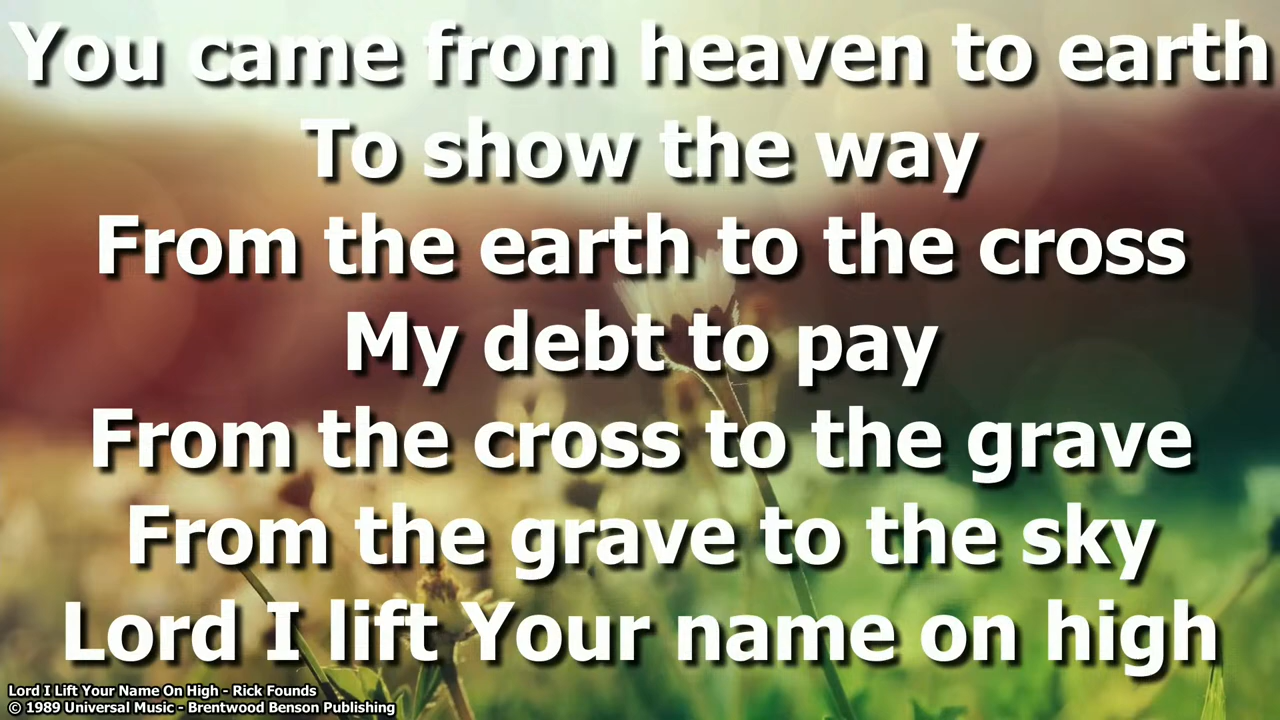 You came from heaven to earth
To show the way
From the earth to the cross
My debt to pay
From the cross to the grave
From the grave to the sky
Lord I lift Your name on high
Lord I Lift Your Name On High - Rick Founds
© 1989 Universal Music - Brentwood Benson Publishing